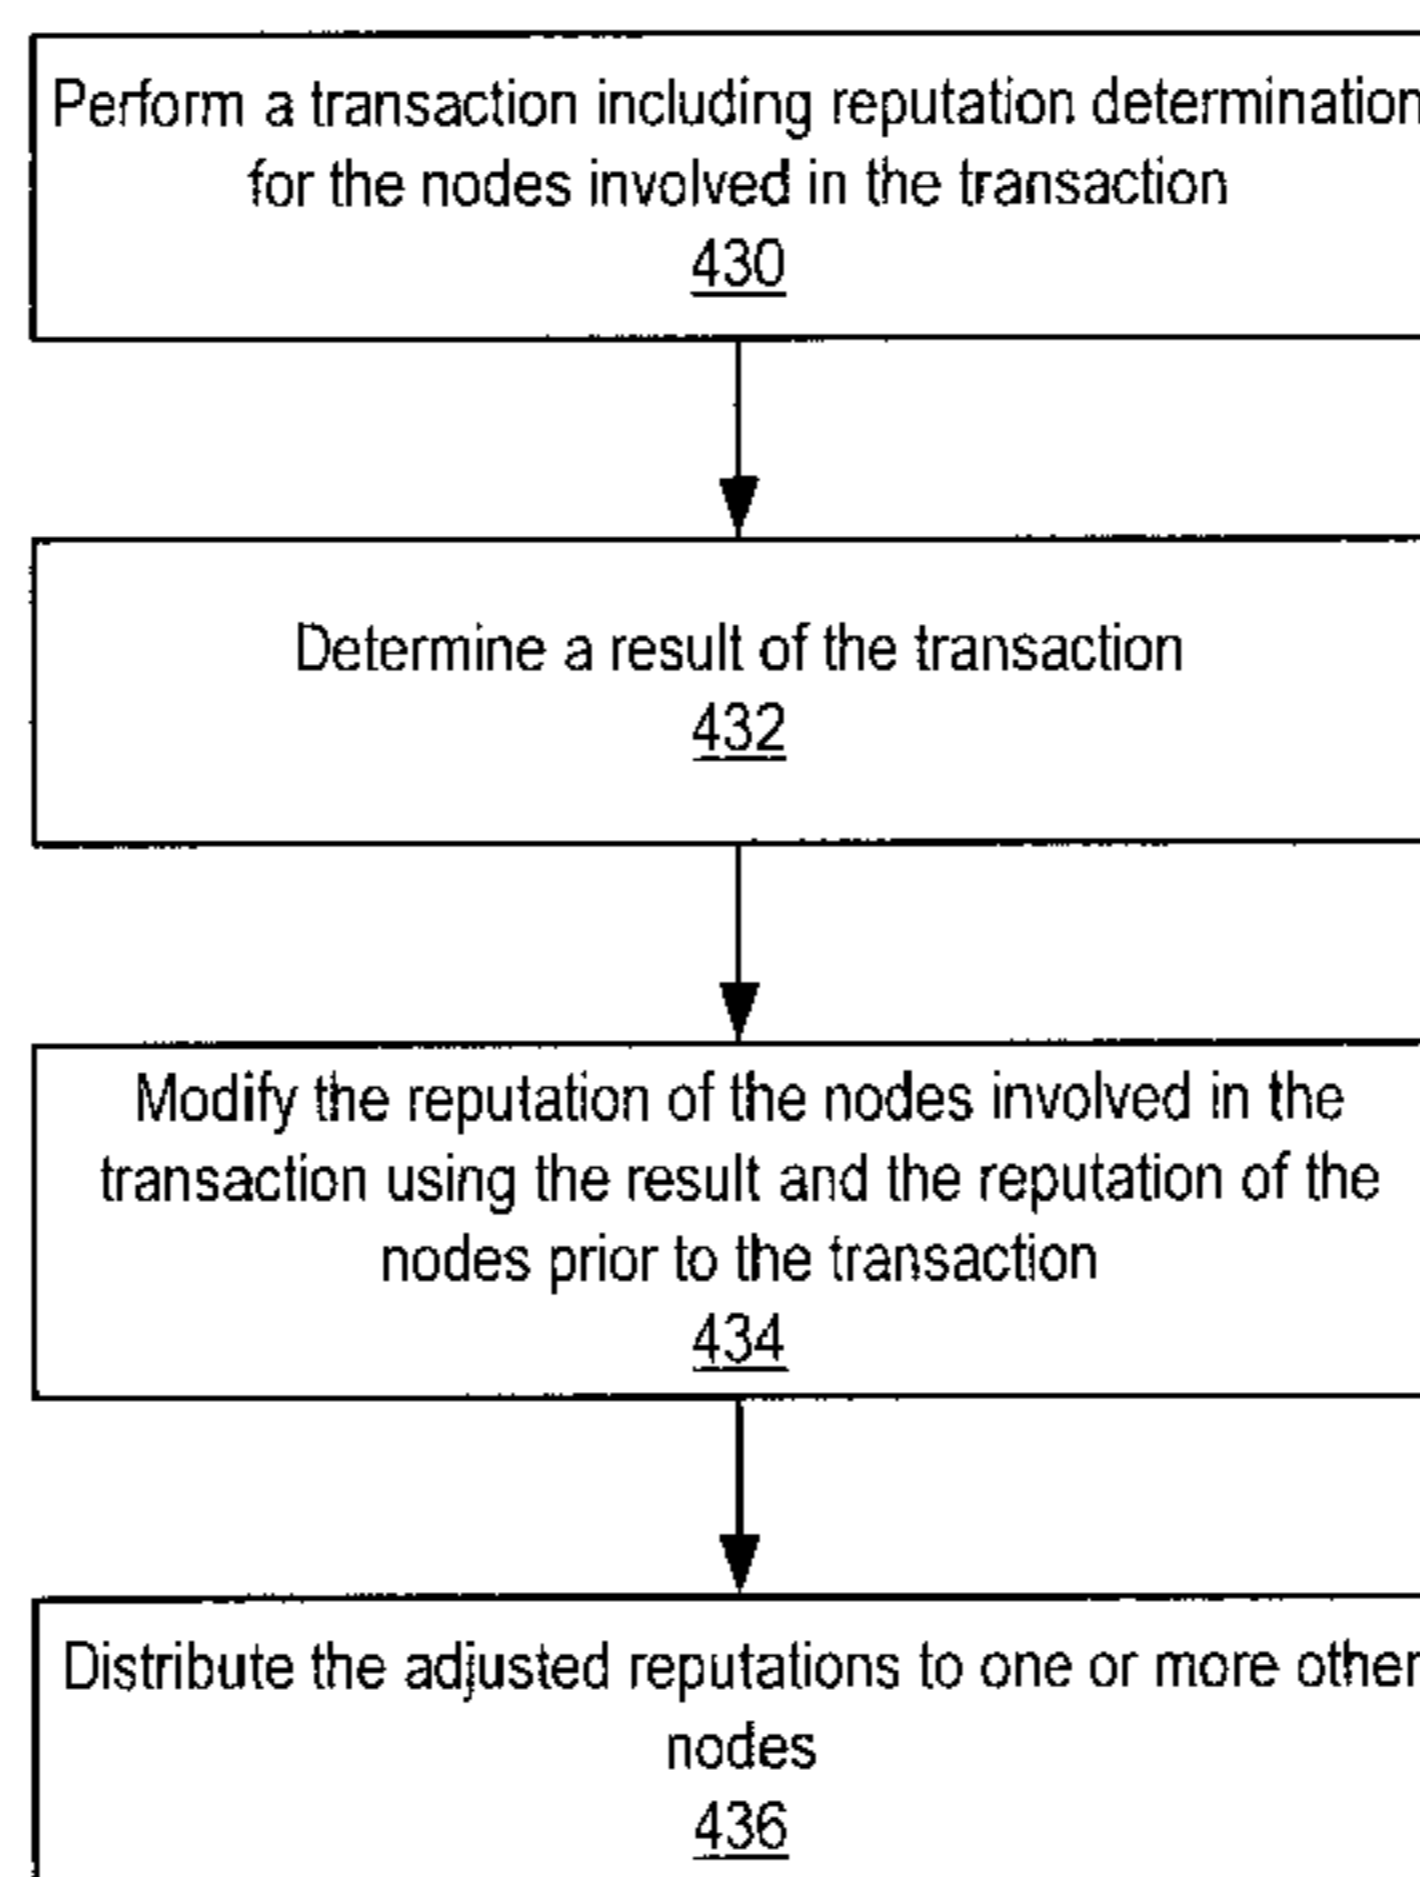 Perform a transaction including reputation determination
for the nodes involved in the transaction
430
Determine a result of the transaction
432
Modify the reputation of the nodes involved in the
transaction using the result and the reputation of the
nodes prior to the transaction
434
Distribute the adjusted reputations to one or more other
nodes
436